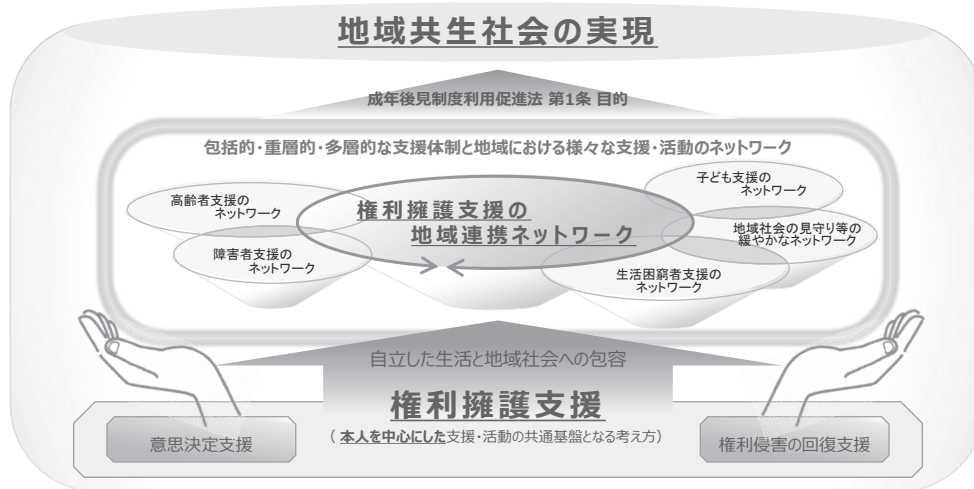 地域共生社会の実現
成年後見制度利用促進法 第1条 目的
包括的・重層的・多層的な支援体制と地域における様々な支援・活動のネットワーク
高齢者支援の
ネットワーク
障害者支援の
ネットワーク
権利擁護支援の
地域連携ネットワーク
子ども支援の
ネットワーク
地域社会の見守り等の
緩やかなネットワーク
生活困窮者支援の
ネットワーク
自立した生活と地域社会への包容
権利擁護支援
(本人を中心にした支援・活動の共通基盤となる考え方)
意思決定支援
権利侵害の回復支援